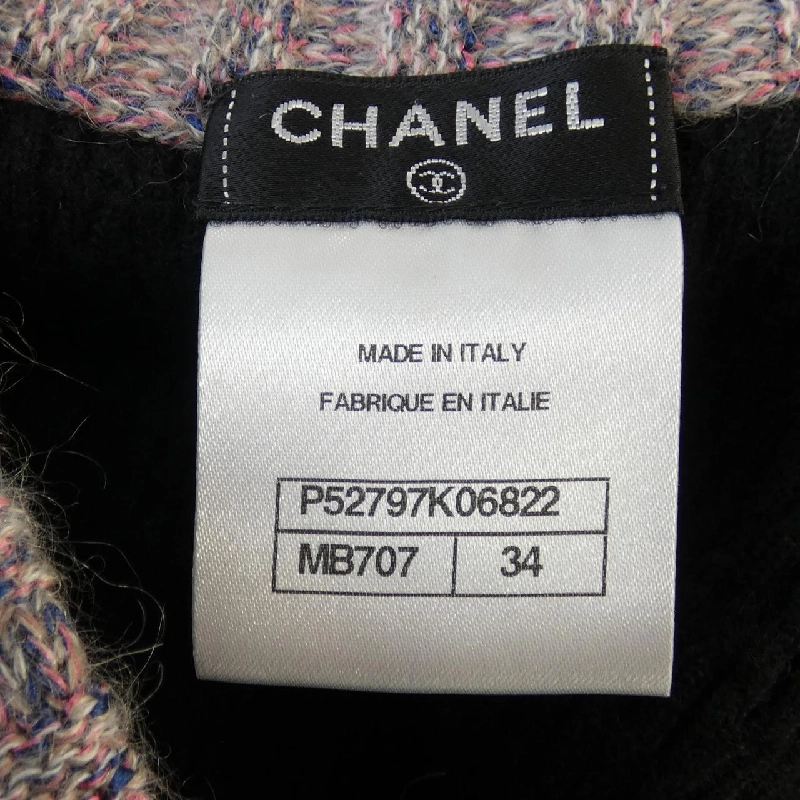 CHANEL
MADE IN ITALY
FABRIQUE EN ITALIE
P52797K06822
MB707 34